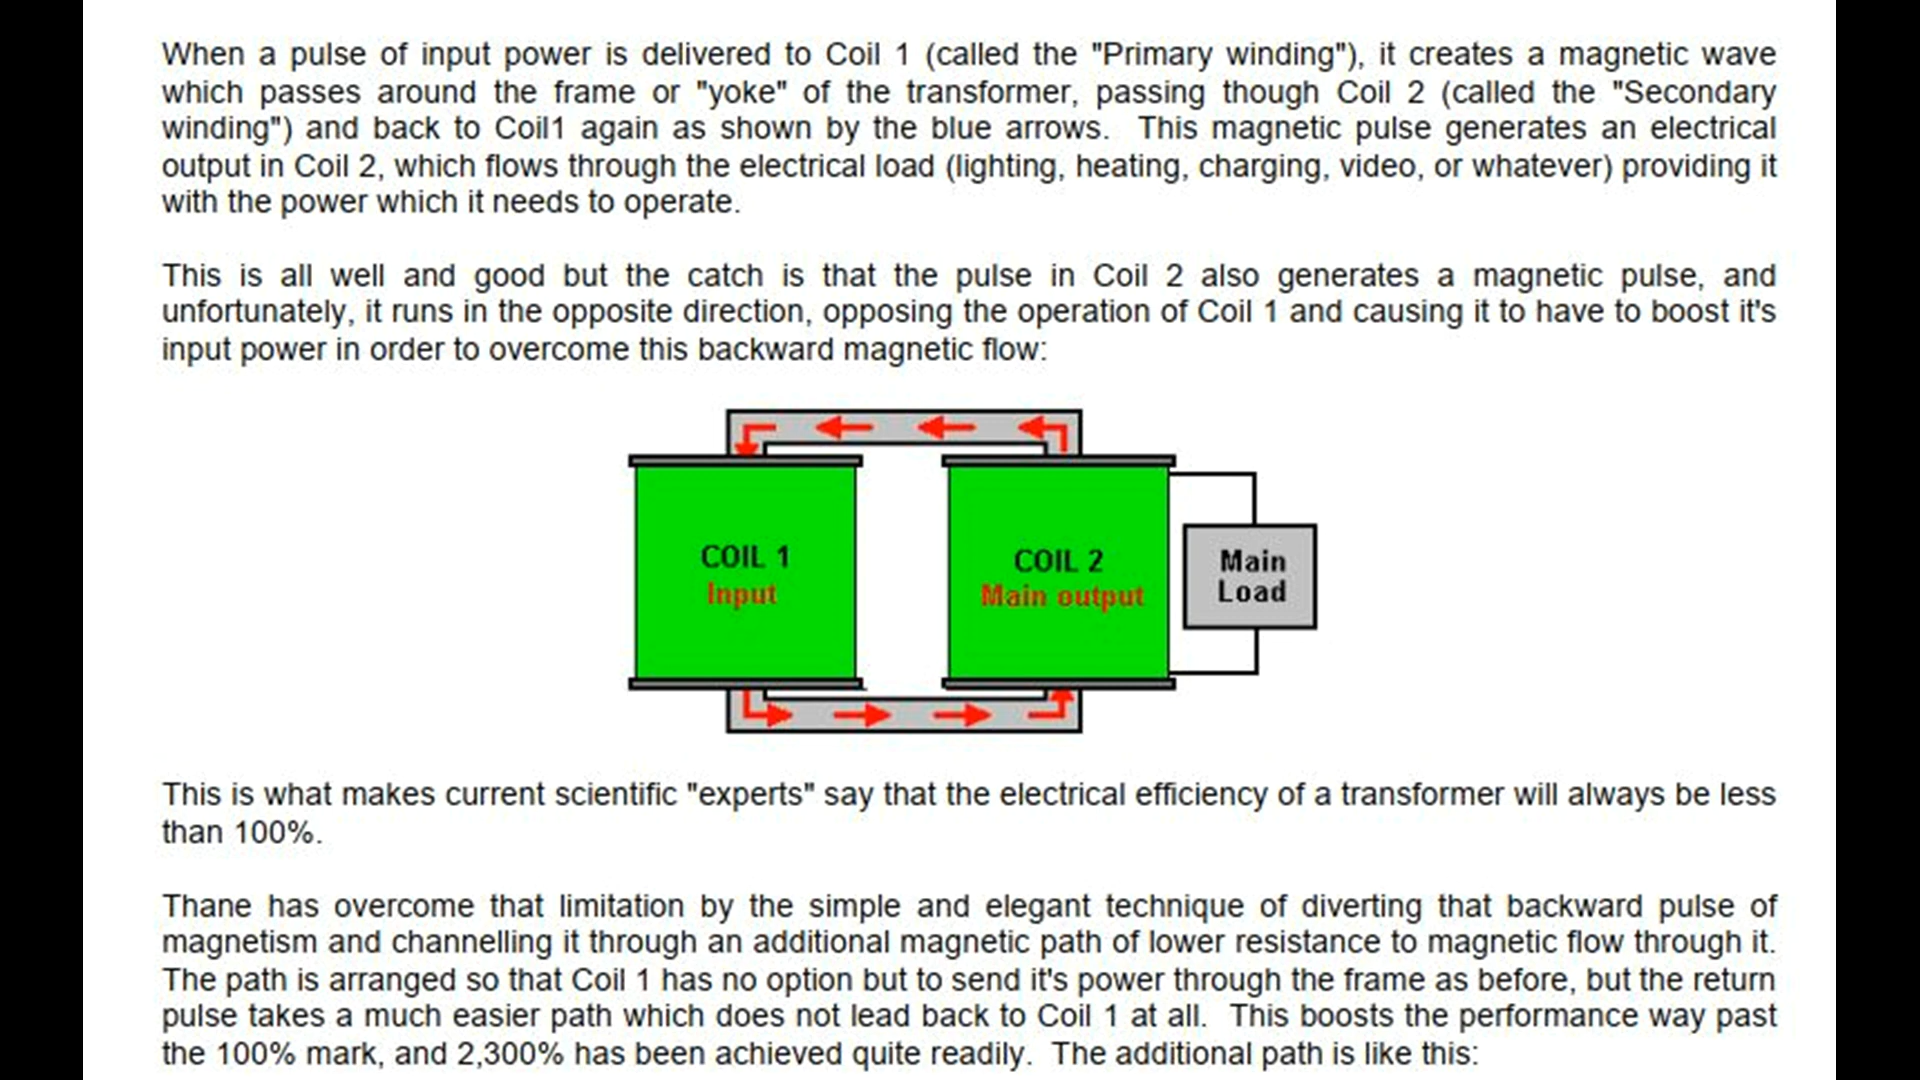 When a pulse of input power is delivered to Coil 1 (called the "Primary winding"), it creates a magnetic wave
which passes around the frame or "yoke" of the transformer, passing though Coil 2 (called the "Secondary
winding") and back to Coil1 again as shown by the blue arrows.  This magnetic pulse generates an electrical
output in Coil 2, which flows through the electrical load (lighting, heating, charging, video, or whatever) providing it
with the power which it needs to operate.
This is all well and good but the catch is that the pulse in Coil 2 also generates a magnetic pulse, and
unfortunately, it runs in the opposite direction, opposing the operation of Coil 1 and causing it to have to boost it's
input power in order to overcome this backward magnetic flow:
COIL 1
Input
COIL 2
Main output
Main
Load
This is what makes current scientific "experts" say that the electrical efficiency of a transformer will always be less
than 100%.
Thane has overcome that limitation by the simple and elegant technique of diverting that backward pulse of
magnetism and channelling it through an additional magnetic path of lower resistance to magnetic flow through it.
The path is arranged so that Coil 1 has no option but to send it's power through the frame as before, but the return
pulse takes a much easier path which does not lead back to Coil 1 at all.  This boosts the performance way past
the 100% mark, and 2,300% has been achieved quite readily.  The additional path is like this: